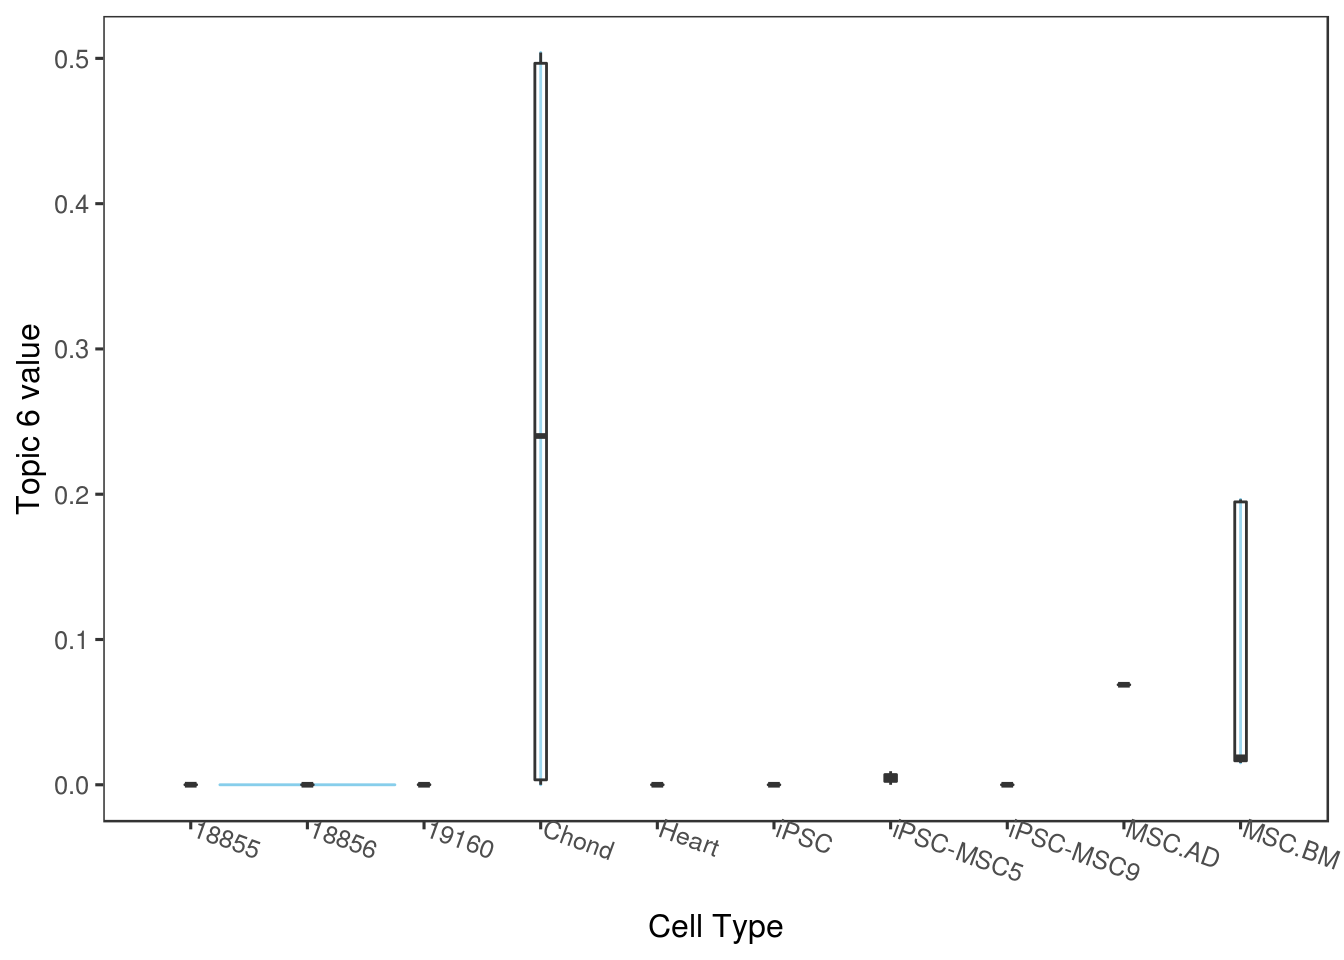 Topic 6 value
0.5
0.4
0.3
0.2
0.1
0.0
18855
18856
19160
Chond
Heart
iPSC
iPSC-MSC5
iPSC-MSC9
MSC.AD
MSC.BM
Cell Type